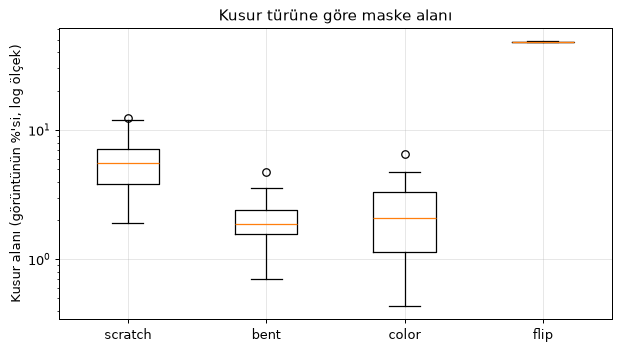 Kusur türüne göre maske alanı
Kusur alanı (görüntünün %'si, log ölçek)
10¹
10⁰
scratch
bent
color
flip